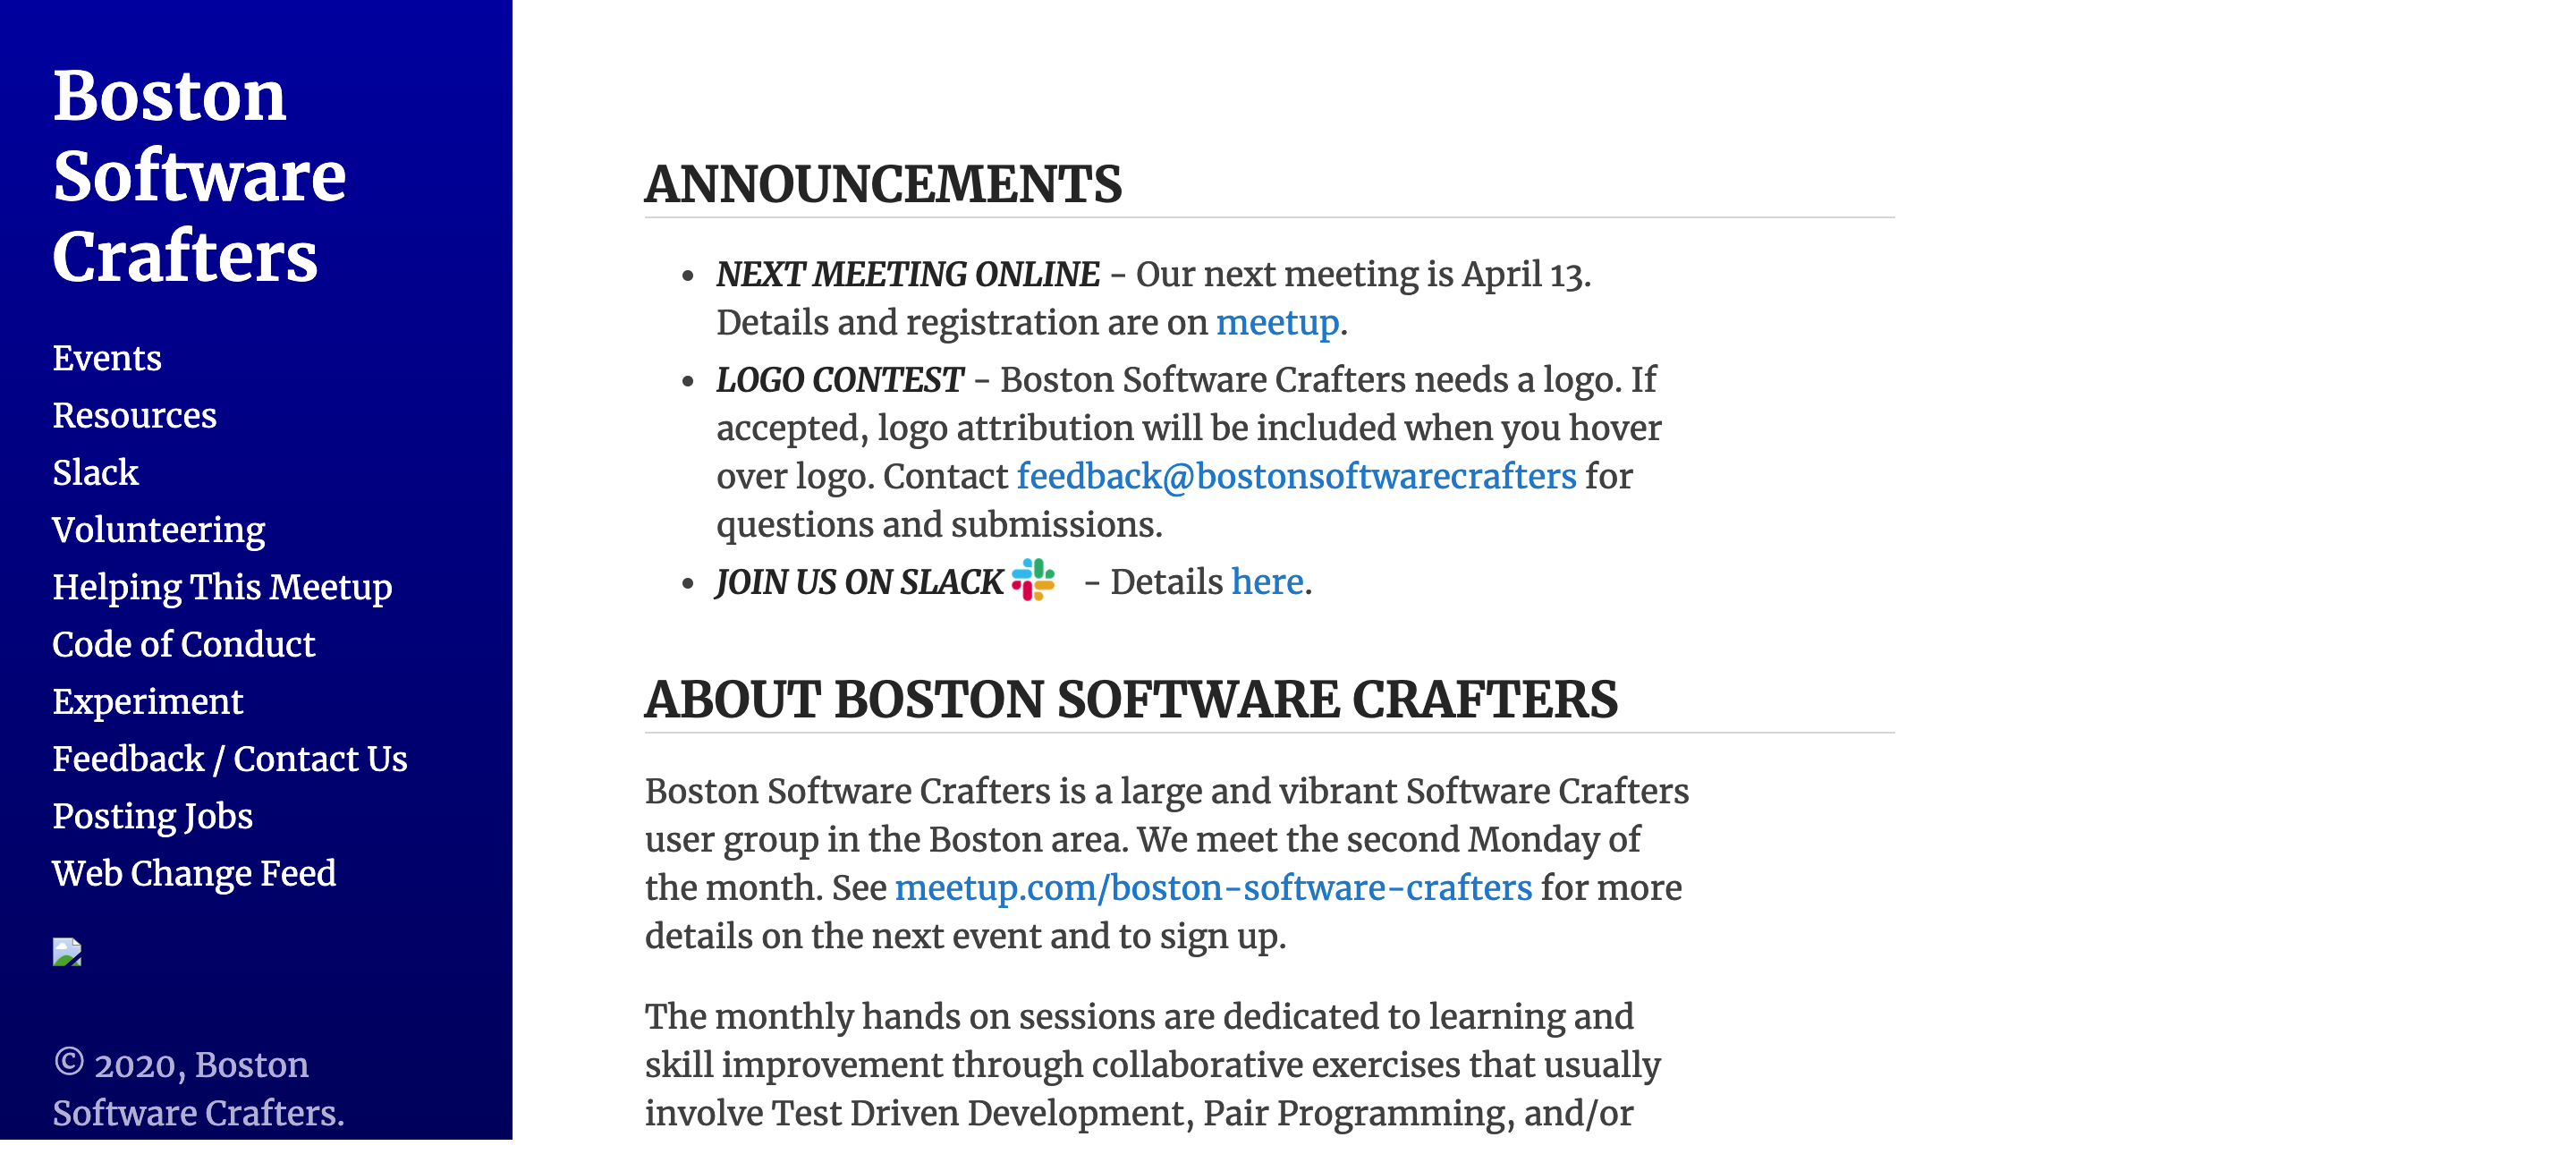 Boston
Software
Crafters
Events
Resources
Slack
Volunteering
Helping This Meetup
Code of Conduct
Experiment
Feedback / Contact Us
Posting Jobs
Web Change Feed
© 2020, Boston
Software Crafters.
ANNOUNCEMENTS
• NEXT MEETING ONLINE - Our next meeting is April 13.
Details and registration are on meetup.
• LOGO CONTEST - Boston Software Crafters needs a logo. If
accepted, logo attribution will be included when you hover
over logo. Contact feedback@bostonsoftwarecrafters for
questions and submissions.
• JOIN US ON SLACK - Details here.
ABOUT BOSTON SOFTWARE CRAFTERS
Boston Software Crafters is a large and vibrant Software Crafters
user group in the Boston area. We meet the second Monday of
the month. See meetup.com/boston-software-crafters for more
details on the next event and to sign up.
The monthly hands on sessions are dedicated to learning and
skill improvement through collaborative exercises that usually
involve Test Driven Development, Pair Programming, and/or